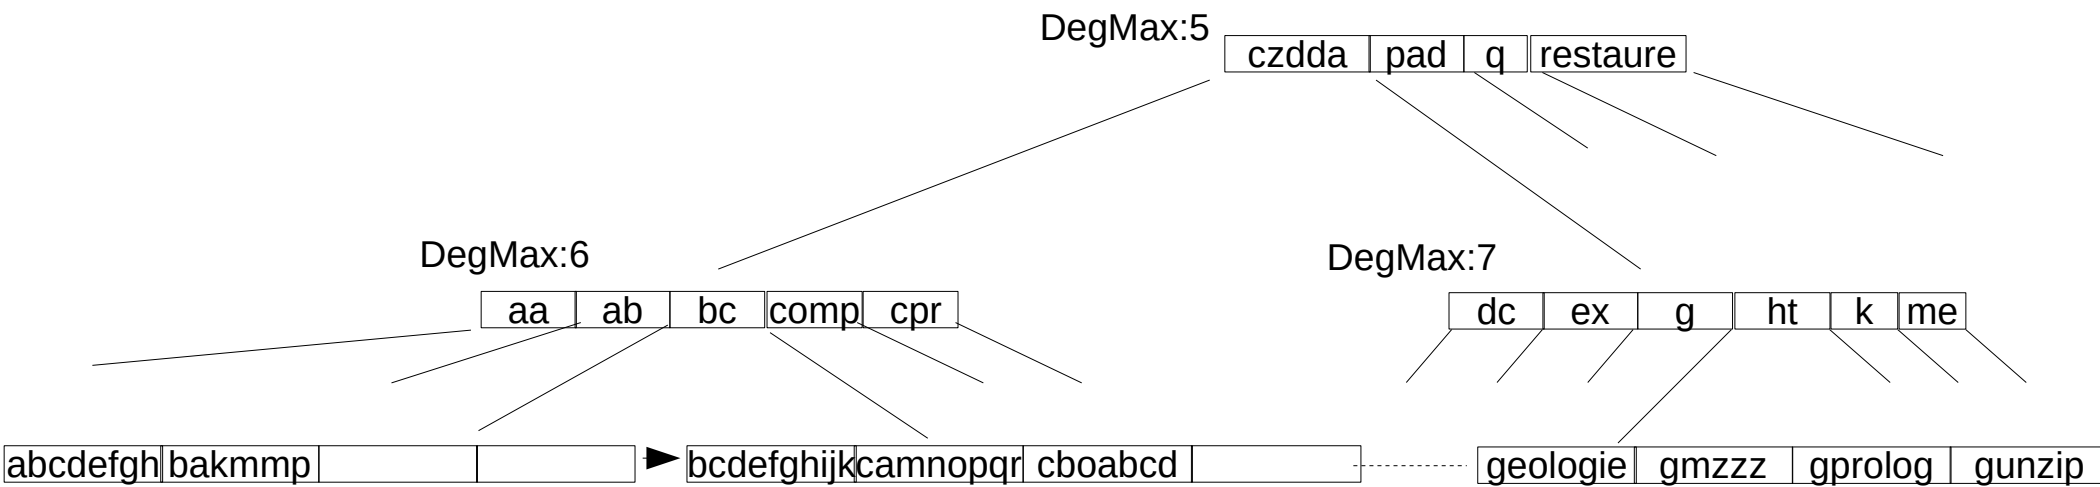 DegMax:5
czdda pad q restaure
DegMax:6
DegMax:7
aa ab bc comp cpr
dc ex g ht k me
abcdefgh bakmmp
bcdefghijk camnopqr cboabcd
geologie gmzzz gprolog gunzip